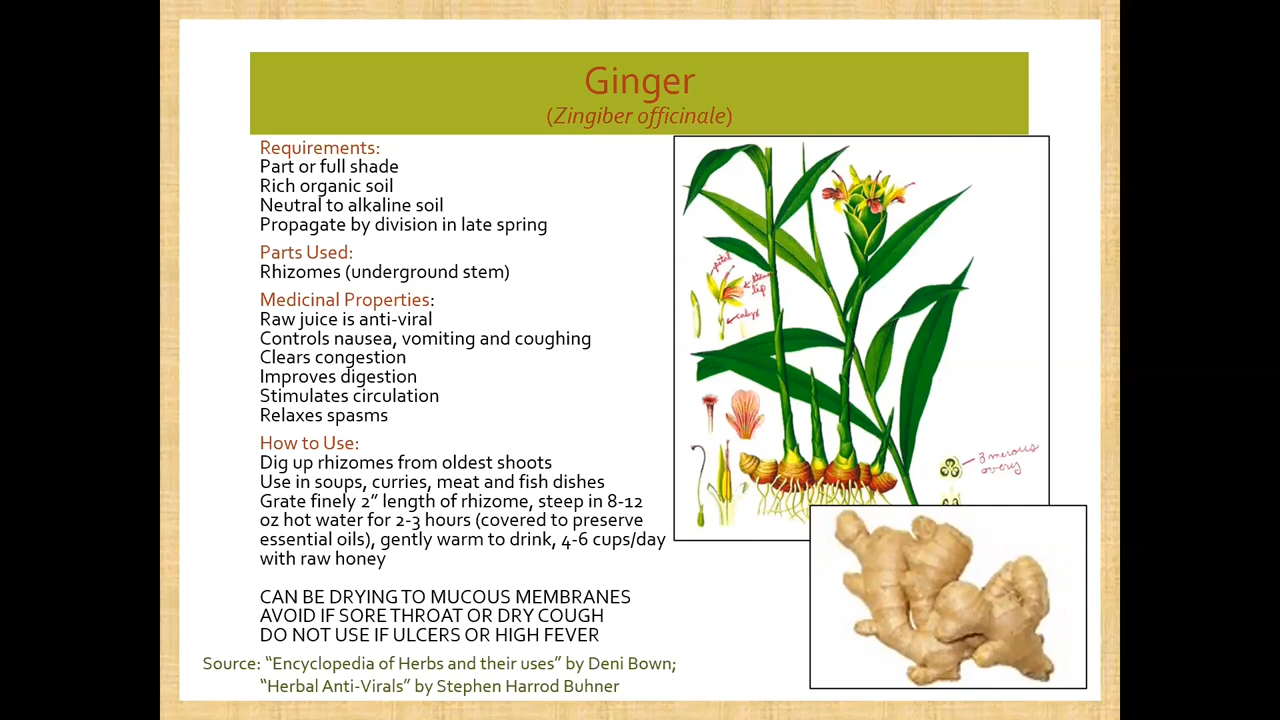 Ginger
(Zingiber officinale)
Requirements:
Part or full shade
Rich organic soil
Neutral to alkaline soil
Propagate by division in late spring
Parts Used:
Rhizomes (underground stem)
Medicinal Properties:
Raw juice is anti-viral
Controls nausea, vomiting and coughing
Clears congestion
Improves digestion
Stimulates circulation
Relaxes spasms
How to Use:
Dig up rhizomes from oldest shoots
Use in soups, curries, meat and fish dishes
Grate finely 2” length of rhizome, steep in 8-12
oz hot water for 2-3 hours (covered to preserve
essential oils), gently warm to drink, 4-6 cups/day
with raw honey
CAN BE DRYING TO MUCOUS MEMBRANES
AVOID IF SORE THROAT OR DRY COUGH
DO NOT USE IF ULCERS OR HIGH FEVER
Source: “Encyclopedia of Herbs and their uses” by Deni Bown;
“Herbal Anti-Virals” by Stephen Harrod Buhner
petal
lip
calyx
3 merous
overy